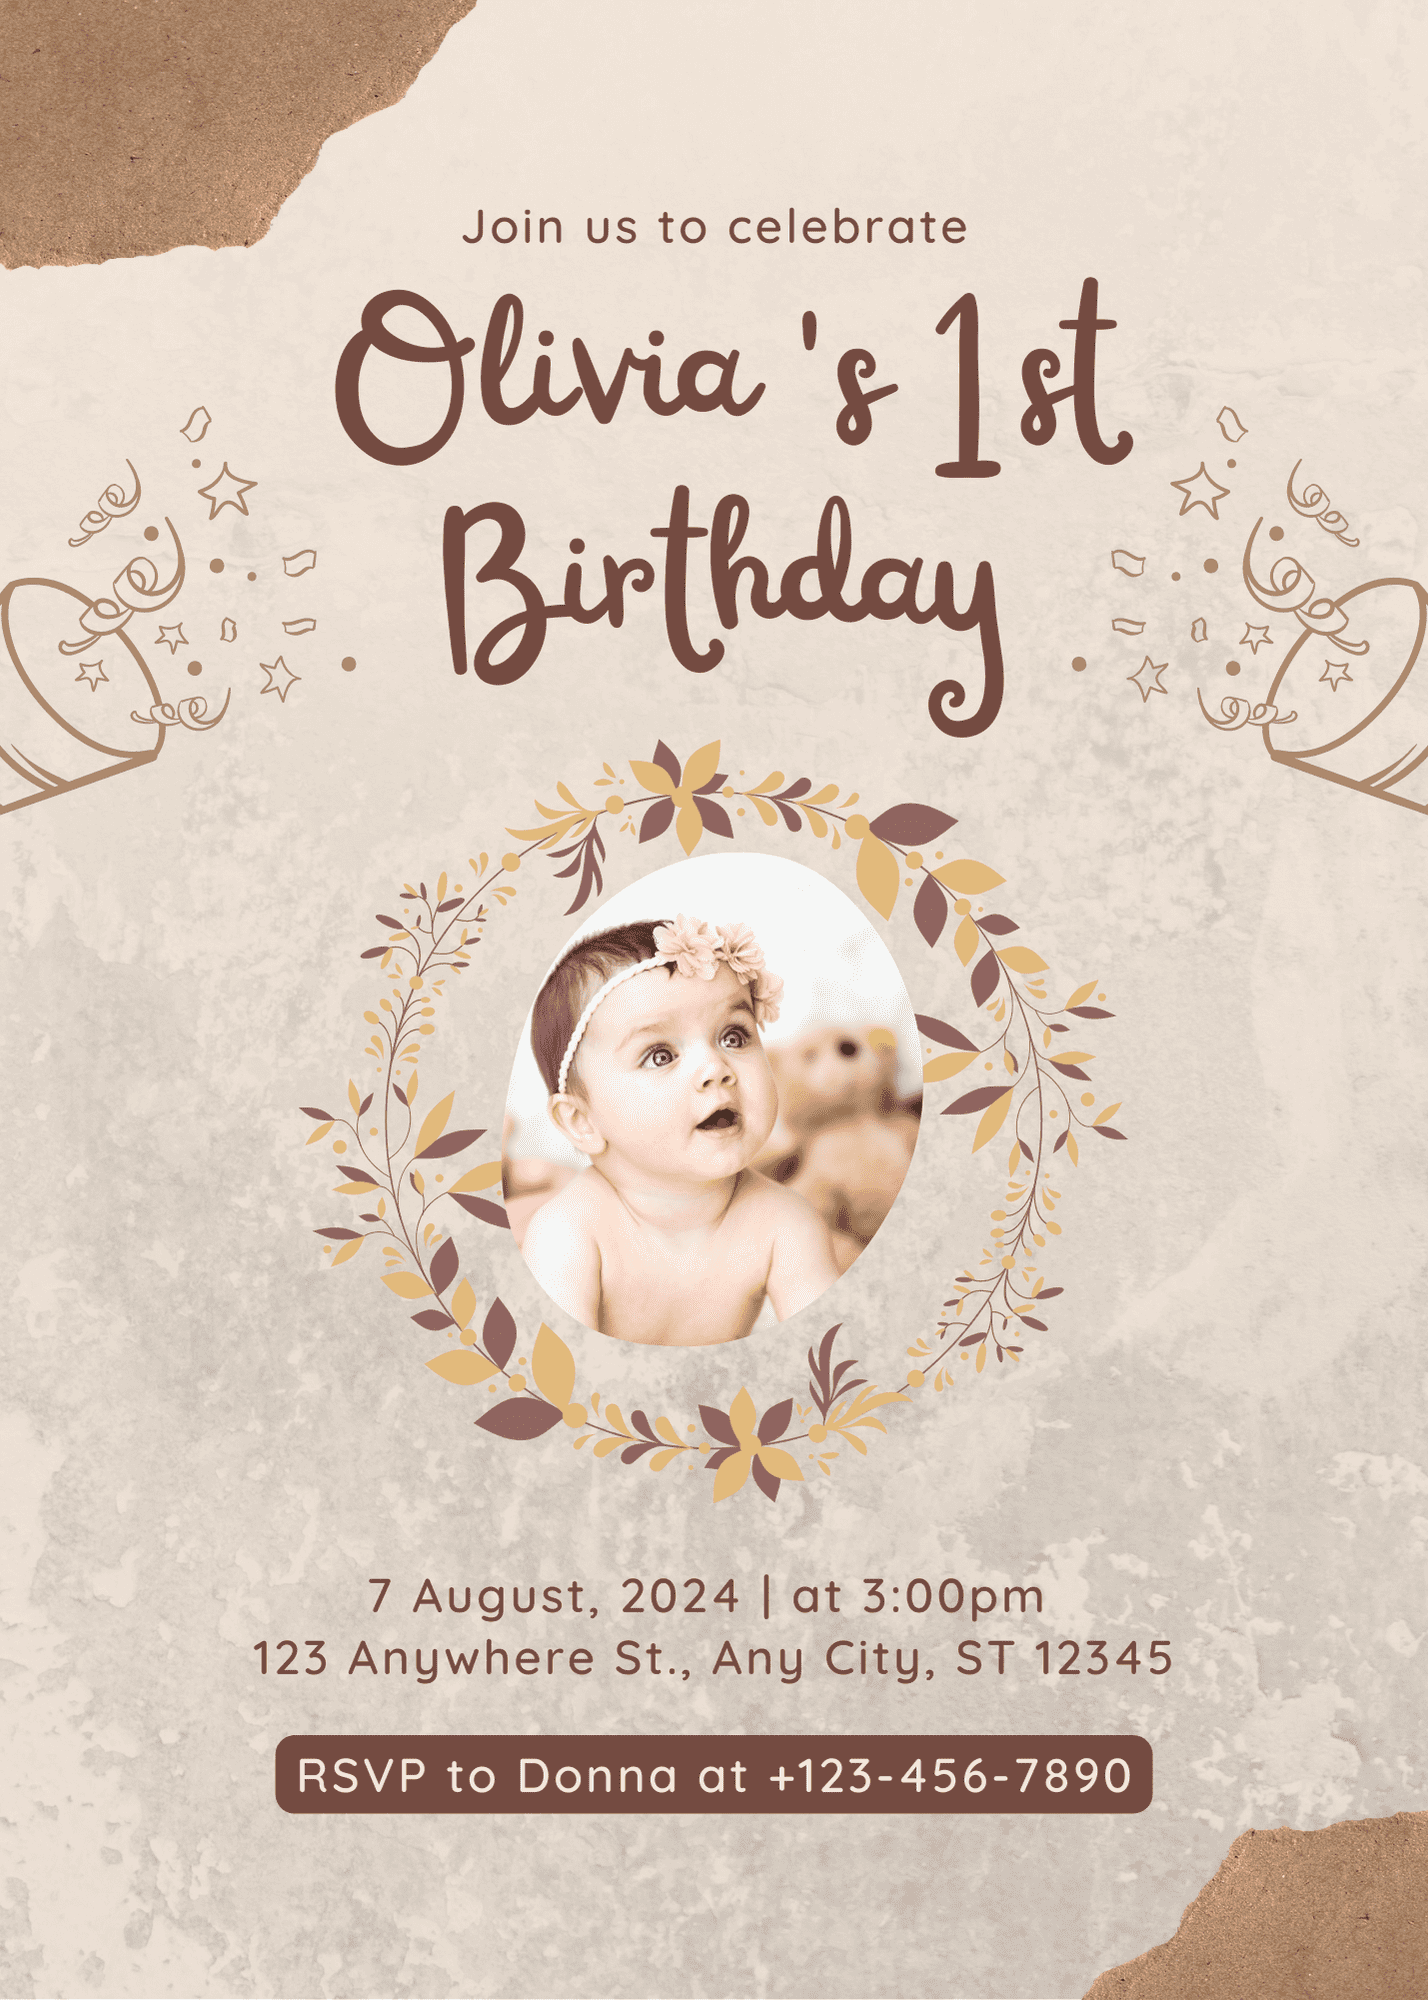 Join us to celebrate
Olivia 's 1st
Birthday
7 August, 2024 | at 3:00pm
123 Anywhere St., Any City, ST 12345
RSVP to Donna at +123-456-7890